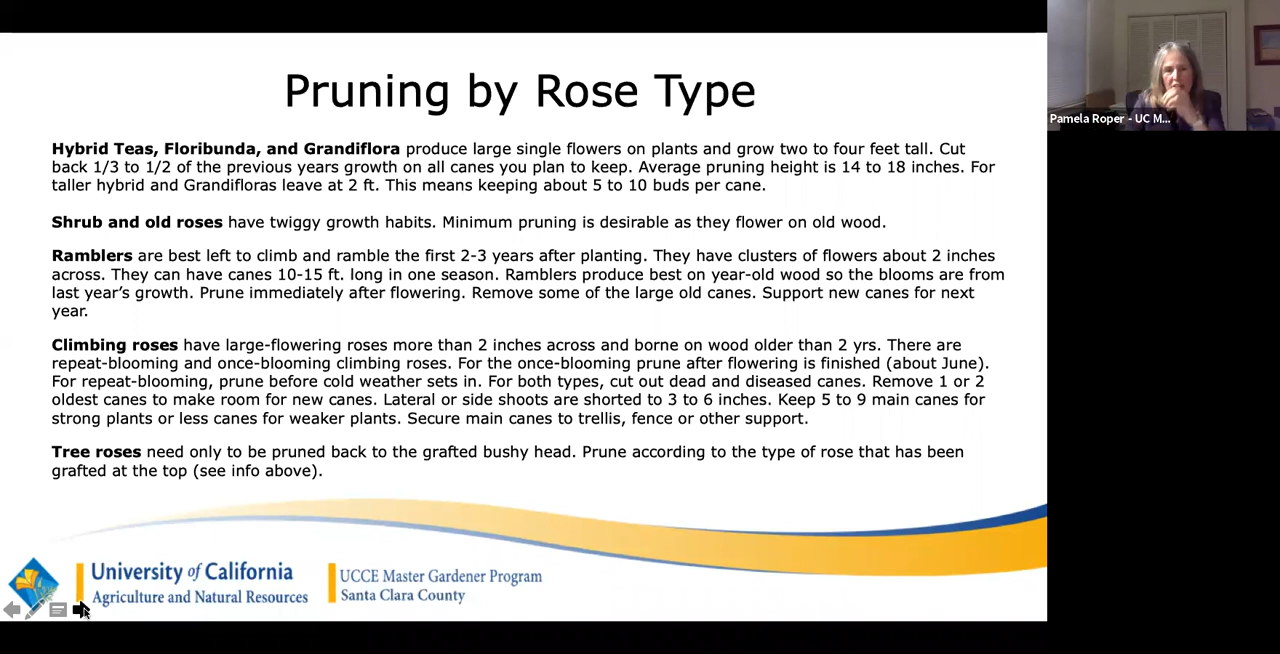 Pruning by Rose Type
Hybrid Teas, Floribunda, and Grandiflora produce large single flowers on plants and grow two to four feet tall. Cut
back 1/3 to 1/2 of the previous years growth on all canes you plan to keep. Average pruning height is 14 to 18 inches. For
taller hybrid and Grandifloras leave at 2 ft. This means keeping about 5 to 10 buds per cane.
Shrub and old roses have twiggy growth habits. Minimum pruning is desirable as they flower on old wood.
Ramblers are best left to climb and ramble the first 2-3 years after planting. They have clusters of flowers about 2 inches
across. They can have canes 10-15 ft. long in one season. Ramblers produce best on year-old wood so the blooms are from
last year’s growth. Prune immediately after flowering. Remove some of the large old canes. Support new canes for next
year.
Climbing roses have large-flowering roses more than 2 inches across and borne on wood older than 2 yrs. There are
repeat-blooming and once-blooming climbing roses. For the once-blooming prune after flowering is finished (about June).
For repeat-blooming, prune before cold weather sets in. For both types, cut out dead and diseased canes. Remove 1 or 2
oldest canes to make room for new canes. Lateral or side shoots are shorted to 3 to 6 inches. Keep 5 to 9 main canes for
strong plants or less canes for weaker plants. Secure main canes to trellis, fence or other support.
Tree roses need only to be pruned back to the grafted bushy head. Prune according to the type of rose that has been
grafted at the top (see info above).
University of California
Agriculture and Natural Resources
UCCE Master Gardener Program
Santa Clara County
Pamela Roper - UC M...